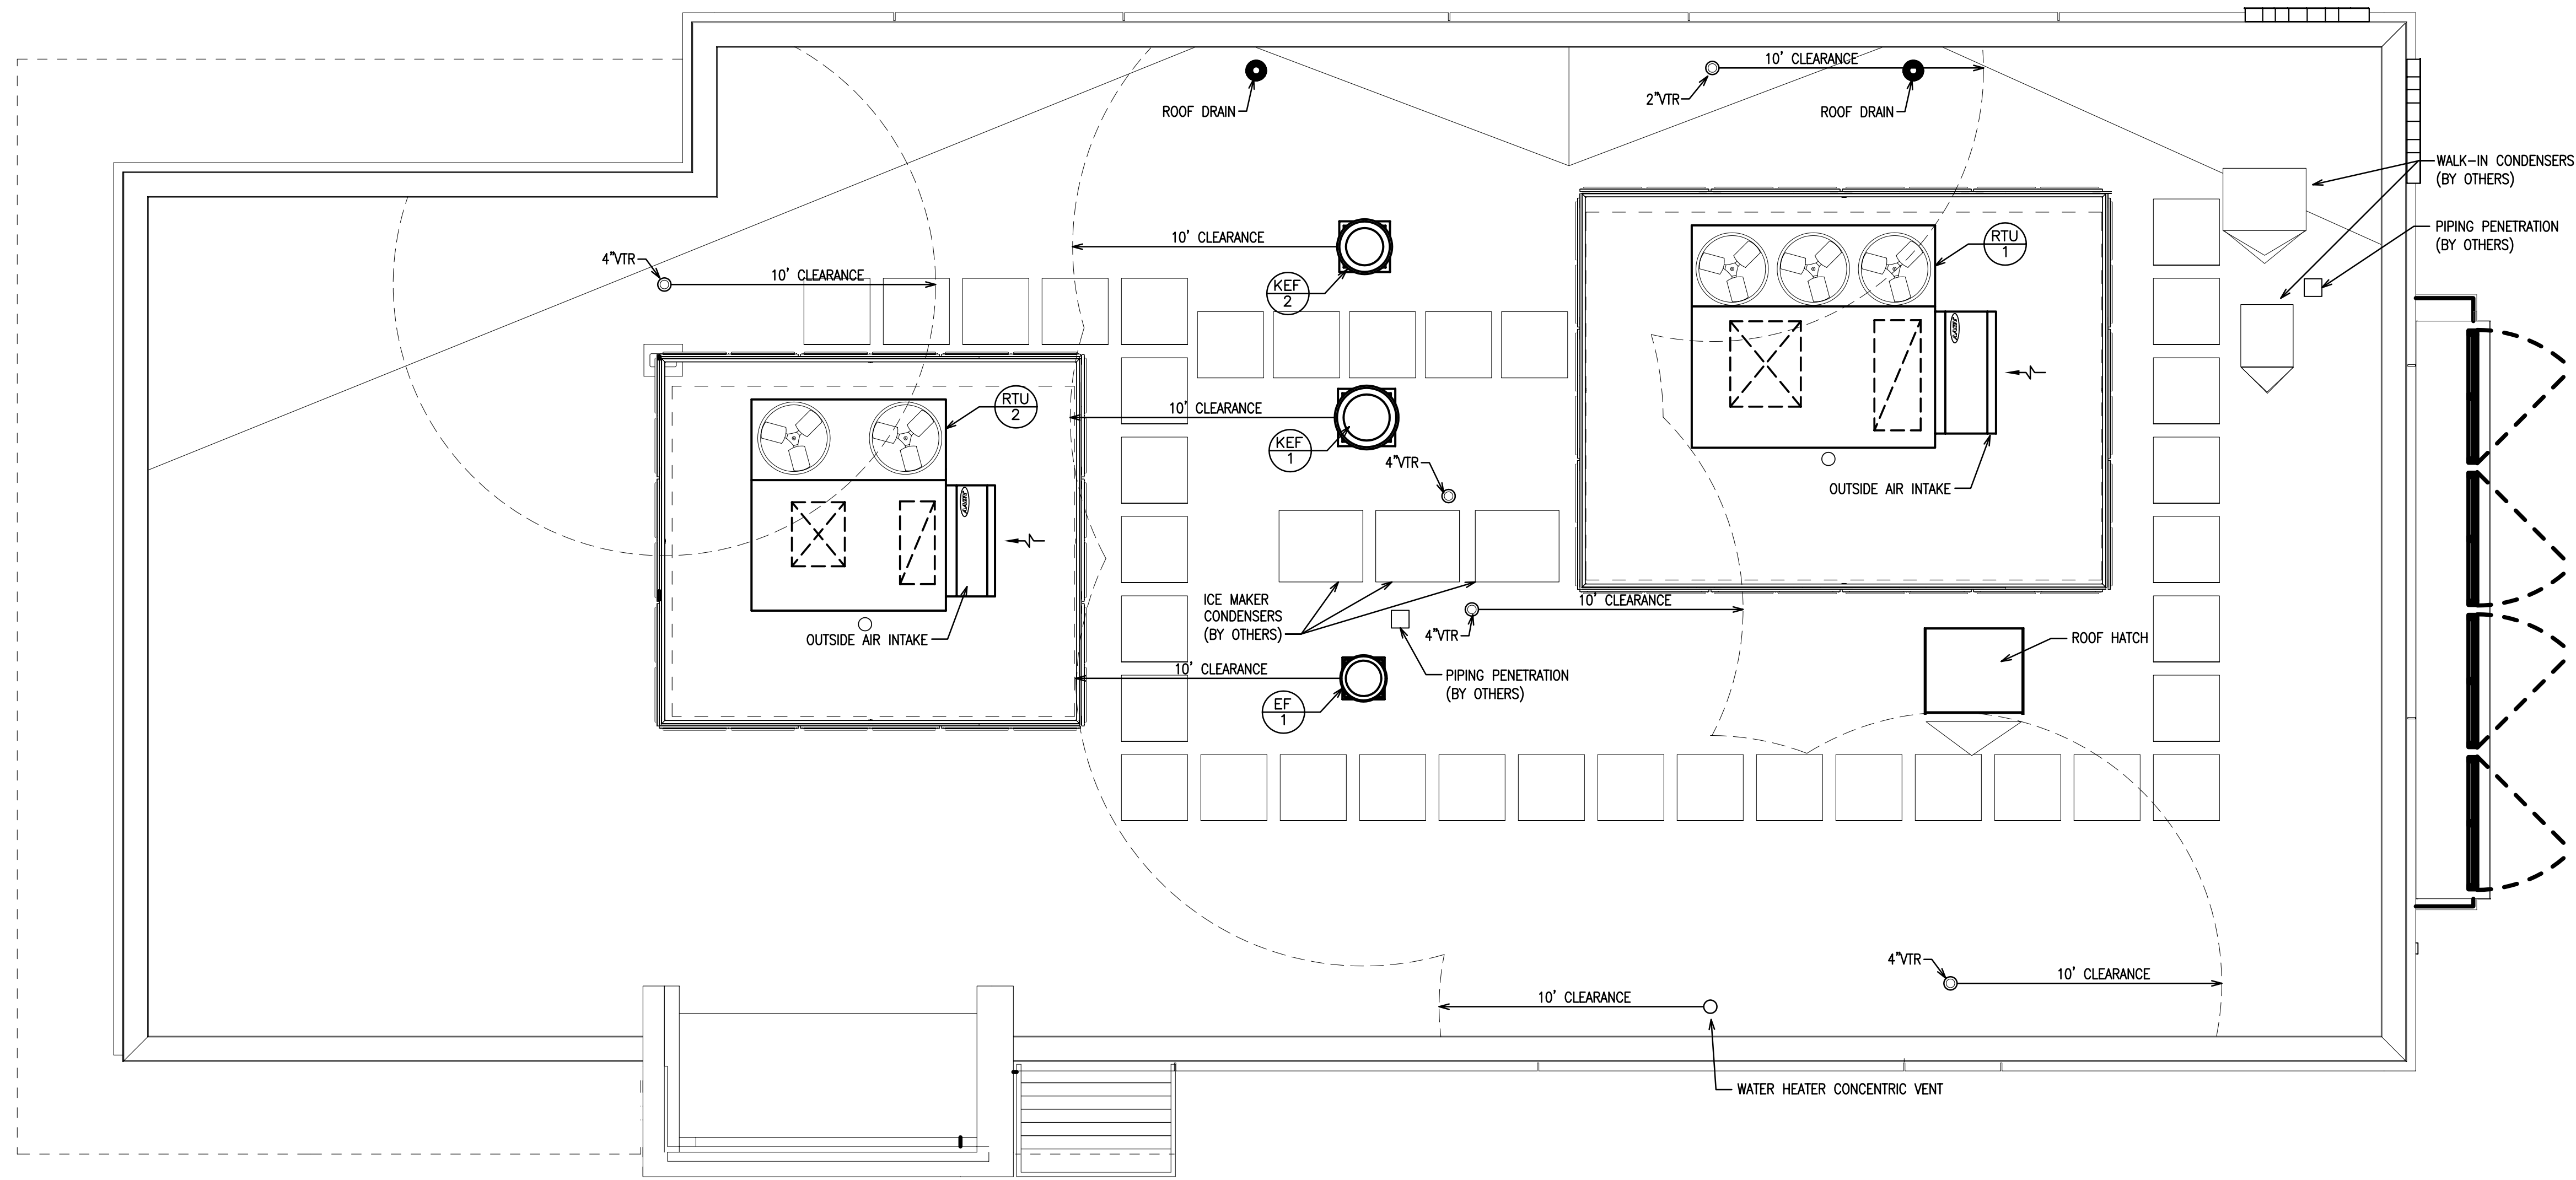 10' CLEARANCE
2"VTR
ROOF DRAIN
ROOF DRAIN
WALK-IN CONDENSERS
(BY OTHERS)
PIPING PENETRATION
(BY OTHERS)
10' CLEARANCE
RTU
1
4"VTR
10' CLEARANCE
KEF
2
RTU
2
10' CLEARANCE
KEF
1
4"VTR
OUTSIDE AIR INTAKE
ICE MAKER
CONDENSERS
(BY OTHERS)
10' CLEARANCE
4"VTR
OUTSIDE AIR INTAKE
ROOF HATCH
10' CLEARANCE
PIPING PENETRATION
(BY OTHERS)
EF
1
4"VTR
10' CLEARANCE
10' CLEARANCE
WATER HEATER CONCENTRIC VENT